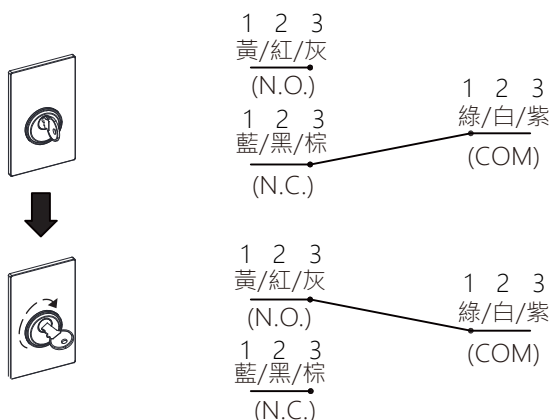 1 2 3
黃/紅/灰
(N.O.)
1 2 3
藍/黑/棕
(N.C.)
1 2 3
綠/白/紫
(COM)
1 2 3
黃/紅/灰
(N.O.)
1 2 3
藍/黑/棕
(N.C.)
1 2 3
綠/白/紫
(COM)